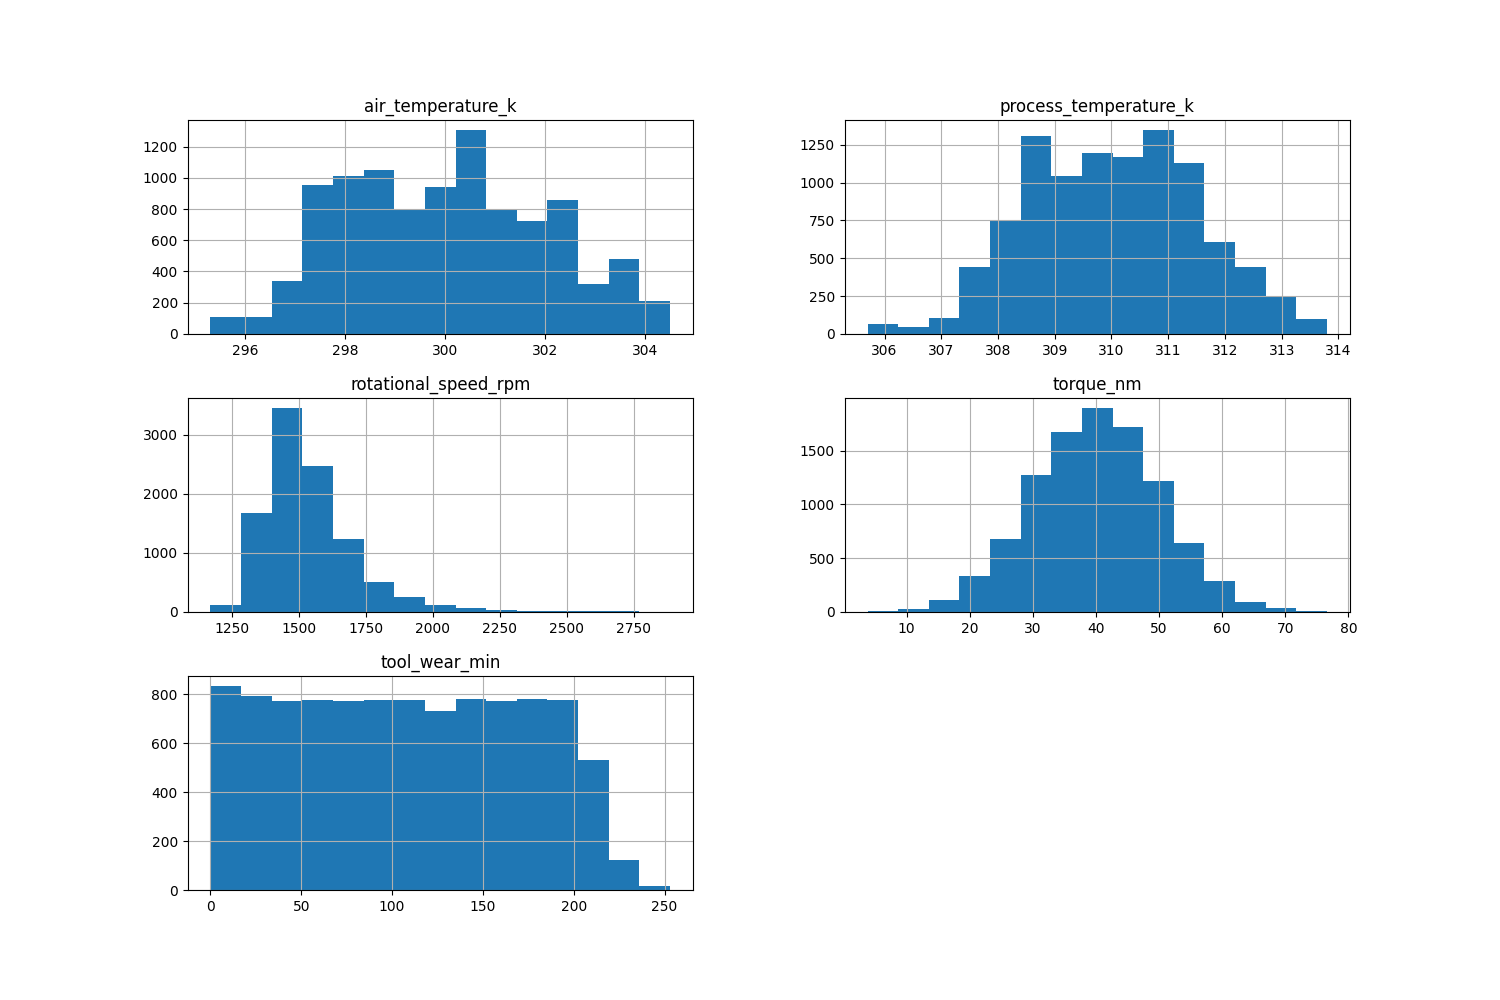 air_temperature_k
1200
1000
800
600
400
200
0
296 298 300 302 304
process_temperature_k
1250
1000
750
500
250
0
306 307 308 309 310 311 312 313 314
rotational_speed_rpm
3000
2000
1000
0
1250 1500 1750 2000 2250 2500 2750
torque_nm
1500
1000
500
0
10 20 30 40 50 60 70 80
tool_wear_min
800
600
400
200
0
0 50 100 150 200 250